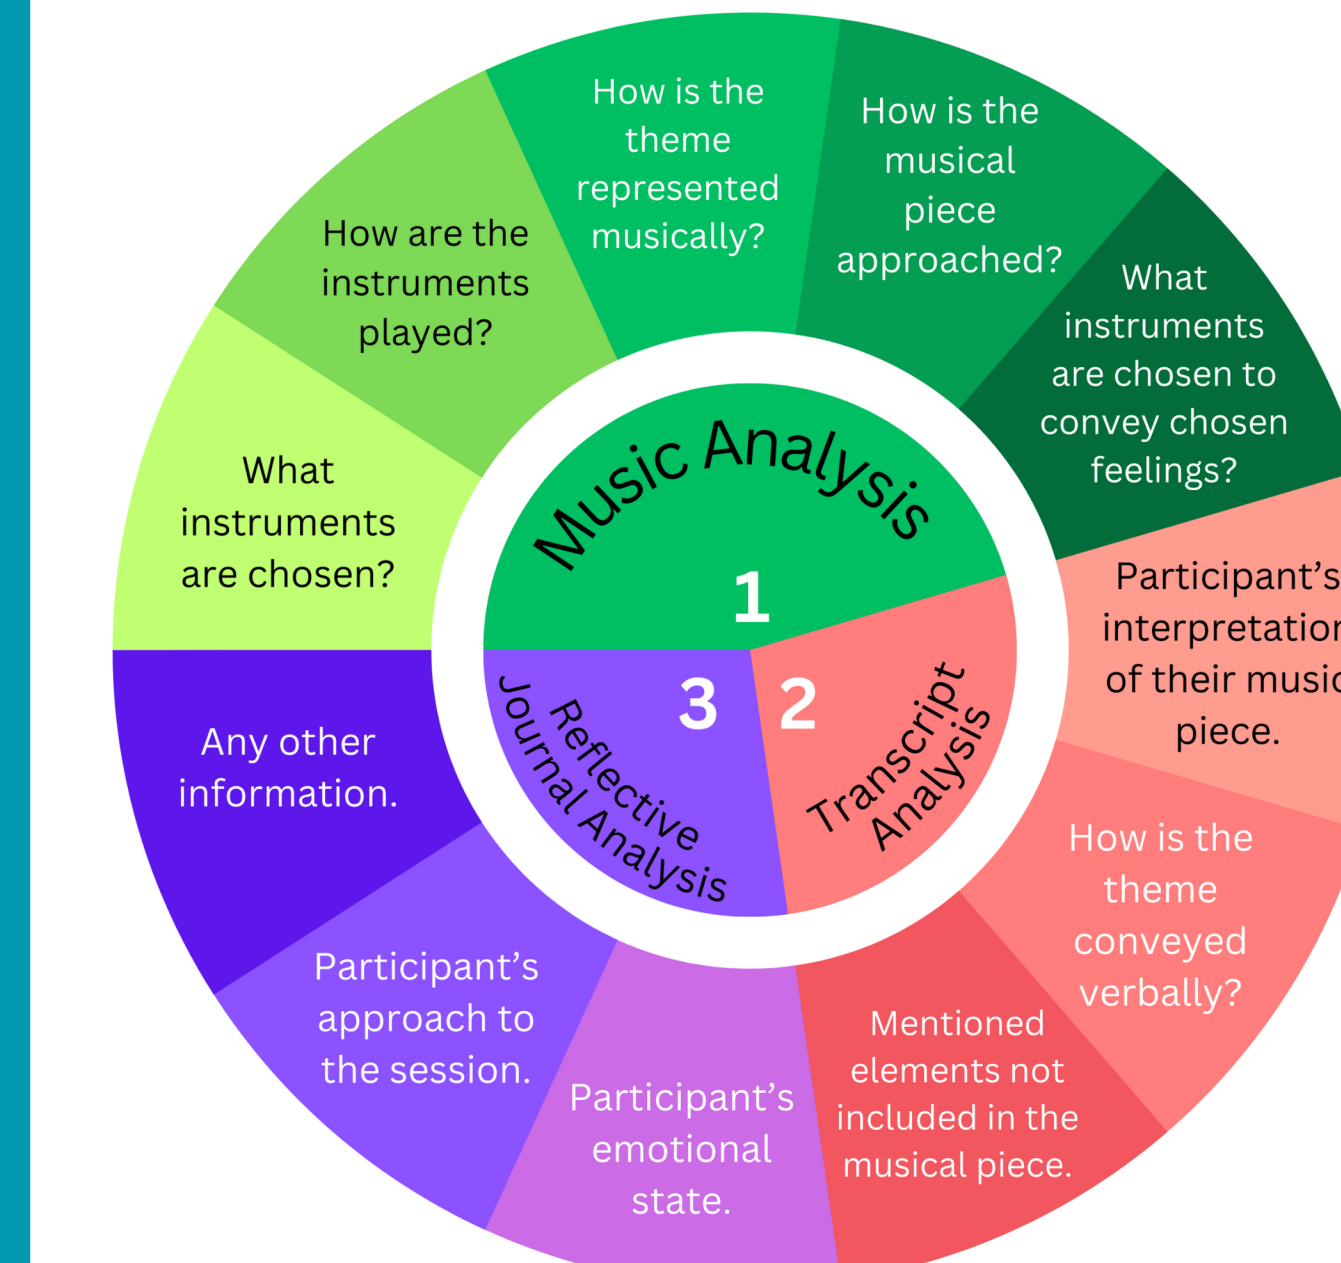 How is the
theme
represented
musically?
How is the
musical
piece
approached?
What
instruments
are chosen to
convey chosen
feelings?
How are the
instruments
played?
What
instruments
are chosen?
Music Analysis
1
2
Transcript
Analysis
3
Reflective
Journal Analysis
Participant’s
of their
piece.
How is the
theme
conveyed
verbally?
Mentioned
elements not
included in the
musical piece.
Participant’s
emotional
state.
Participant’s
approach to
the session.
Any other
information.